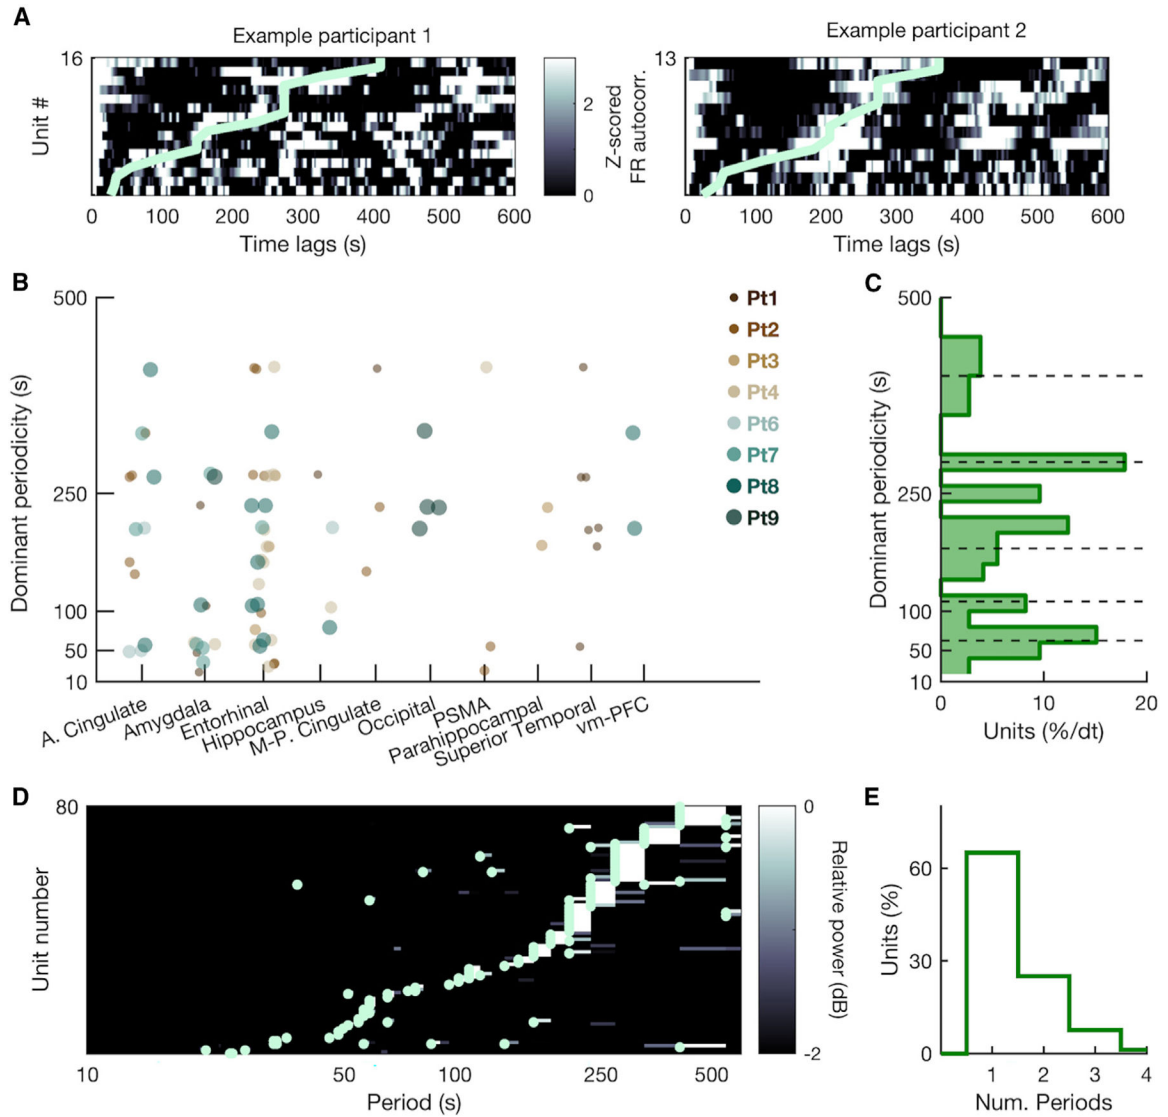 A
Example participant 1
Example participant 2
16
Unit #
0 100 200 300 400 500 600
Time lags (s)
2
0
Z-scored
FR autocorr.
13
0 100 200 300 400 500 600
Time lags (s)
B
500
250
100
50
10
Dominant periodicity (s)
A. Cingulate
Amygdala
Entorhinal
Hippocampus
M-P. Cingulate
Occipital
PSMA
Parahippocampal
Superior Temporal
vm-PFC
Pt1
Pt2
Pt3
Pt4
Pt6
Pt7
Pt8
Pt9
C
500
250
100
50
10
Dominant periodicity (s)
0 10 20
Units (%/dt)
D
80
Unit number
10 50 100 250 500
Period (s)
0
-2
Relative power (dB)
E
60
30
0
Units (%)
1 2 3 4
Num. Periods